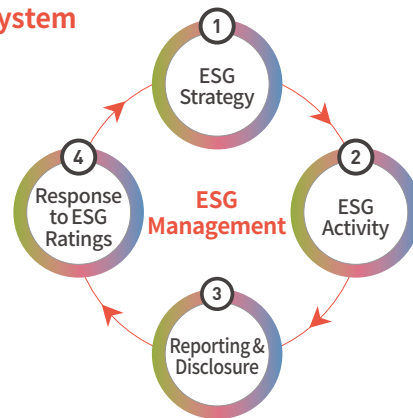 ystem
1
ESG
Strategy
2
ESG
Activity
3
Reporting &
Disclosure
4
Response
to ESG
Ratings
ESG
Management